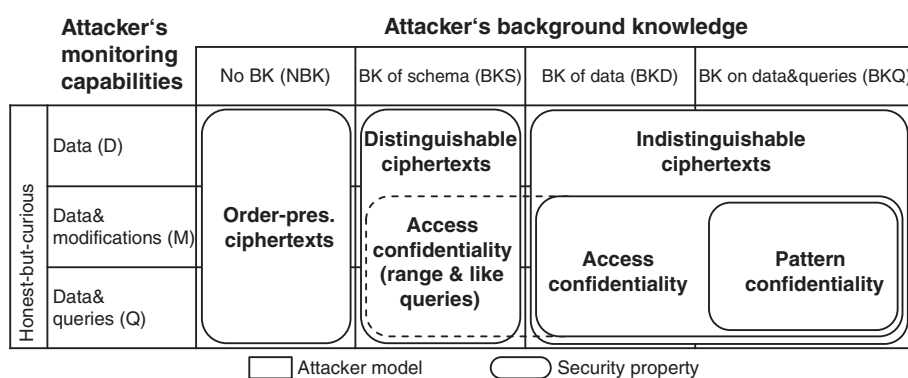 Attacker's background knowledge
Attacker's
monitoring
capabilities
No BK (NBK)
BK of schema (BKS)
BK of data (BKD)
BK on data&queries (BKQ)
Honest-but-curious
Data (D)
Data&
modifications (M)
Data&
queries (Q)
Order-pres.
ciphertexts
Distinguishable
ciphertexts
Access
confidentiality
(range & like
queries)
Indistinguishable
ciphertexts
Access
confidentiality
Pattern
confidentiality
Attacker model
Security property